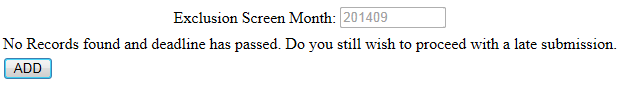 Exclusion Screen Month: 201409
No Records found and deadline has passed. Do you still wish to proceed with a late submission.
ADD